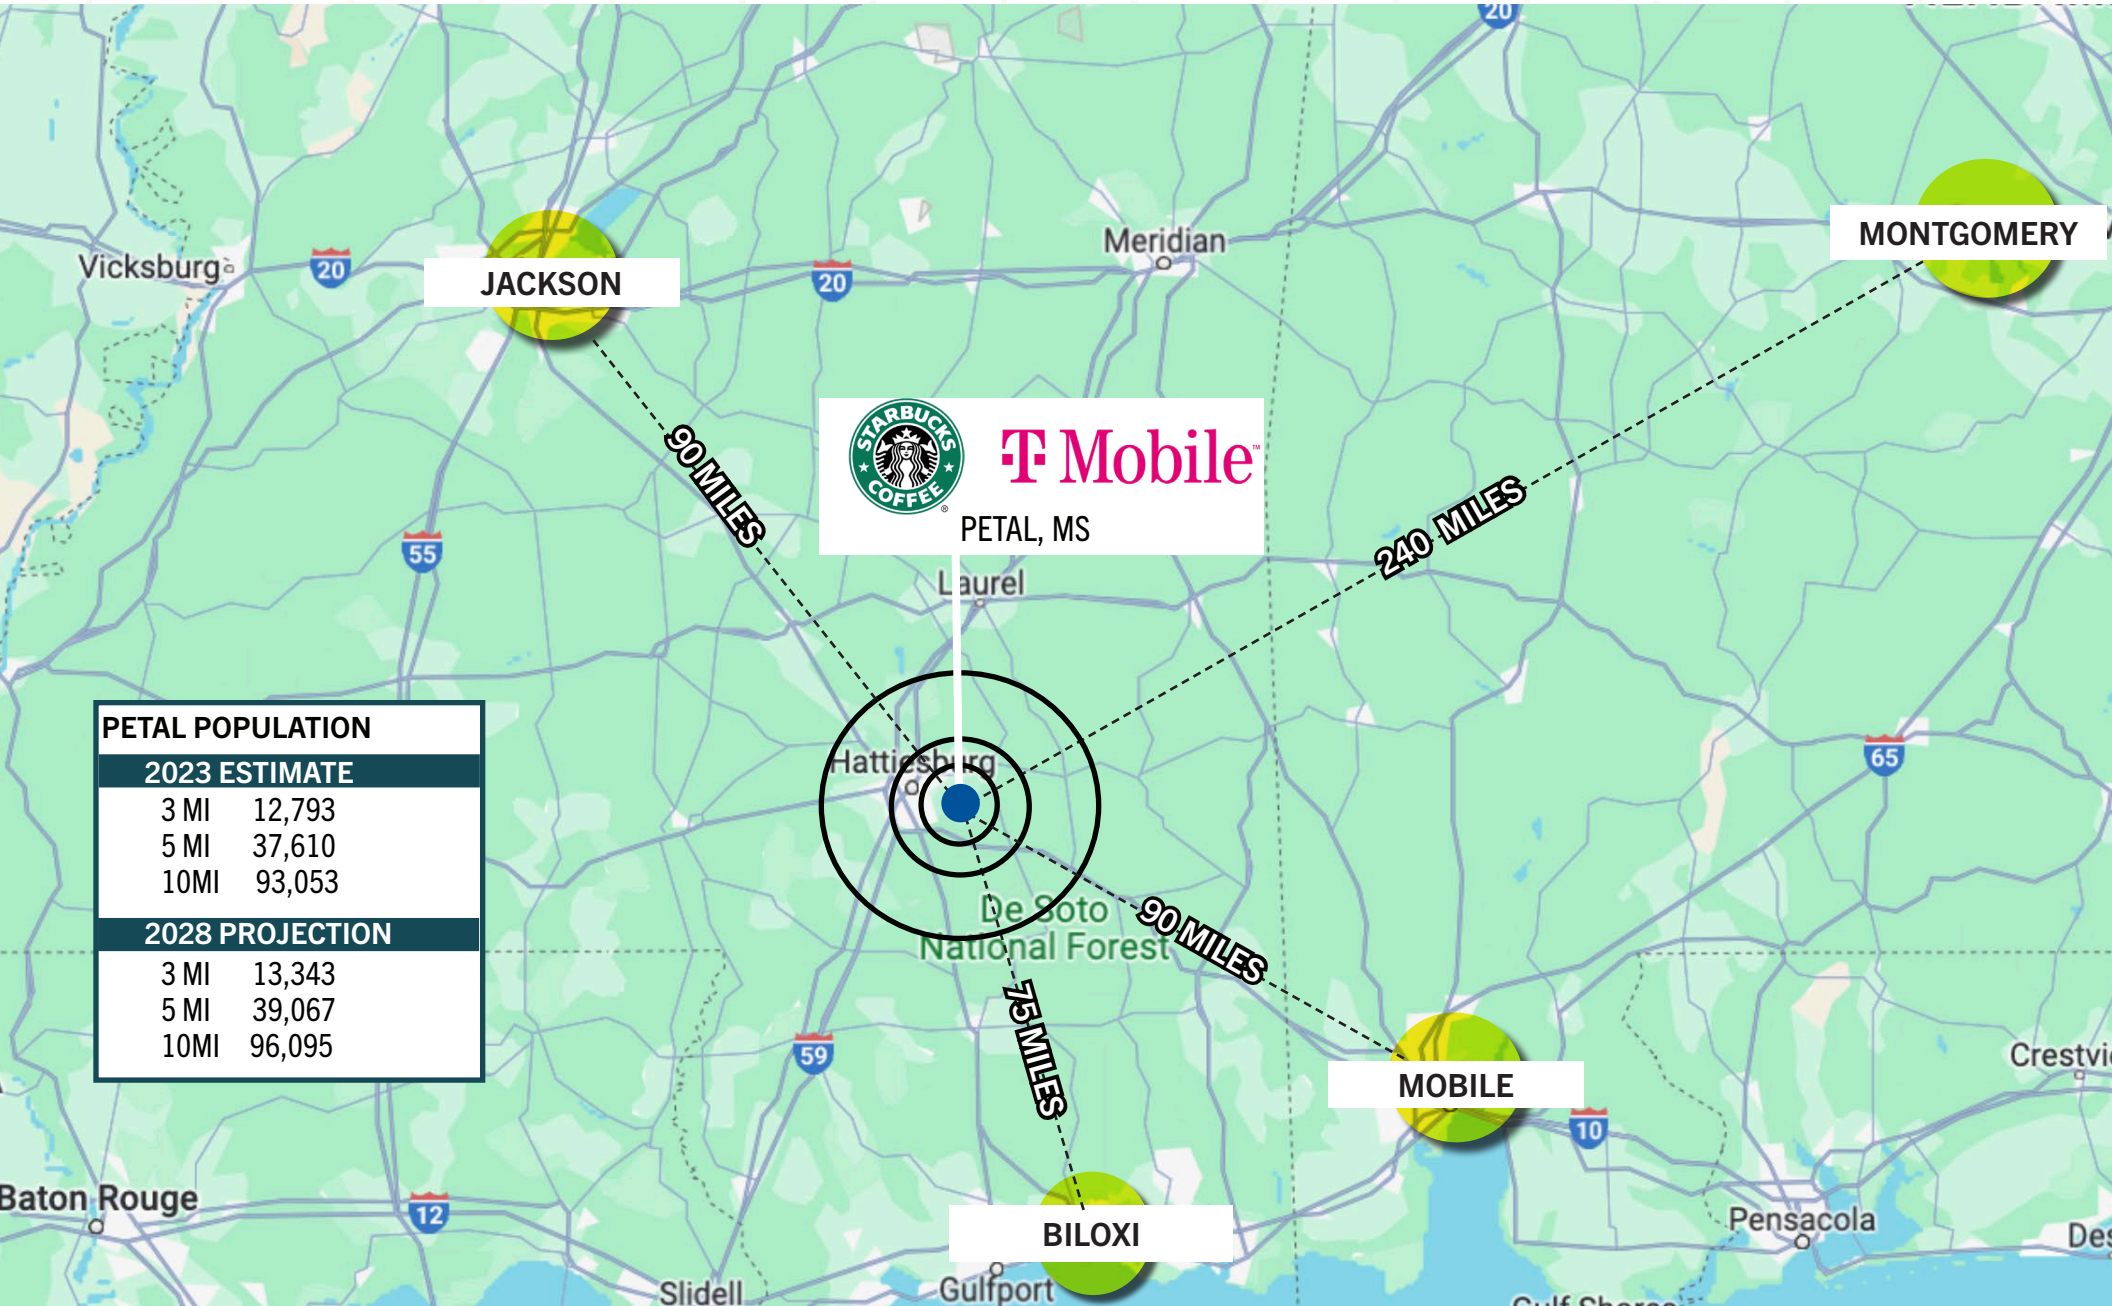 20
MONTGOMERY
Meridian
Vicksburg
20
JACKSON
20
STARBUCKS
COFFEE
®
T Mobile™
PETAL, MS
90 MILES
240 MILES
55
Laurel
PETAL POPULATION
2023 ESTIMATE
3 MI 12,793
5 MI 37,610
10MI 93,053
2028 PROJECTION
3 MI 13,343
5 MI 39,067
10MI 96,095
Hattiesburg
65
De Soto
National Forest
90 MILES
75 MILES
59
MOBILE
10
Crestvi
Baton Rouge
12
BILOXI
Pensacola
Des
Slidell
Gulfport